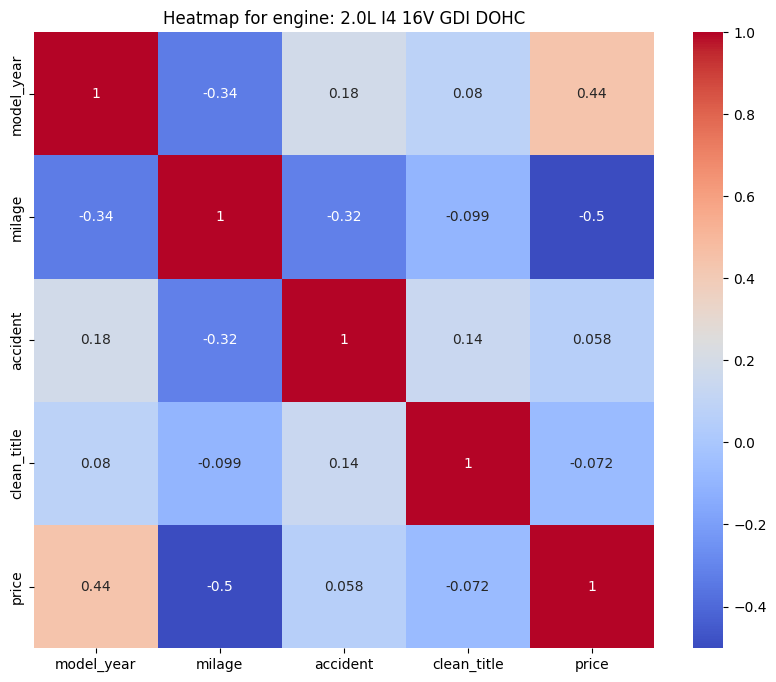 Heatmap for engine: 2.0L I4 16V GDI DOHC
model_year 1 -0.34 0.18 0.08 0.44
milage -0.34 1 -0.32 -0.099 -0.5
accident 0.18 -0.32 1 0.14 0.058
clean_title 0.08 -0.099 0.14 1 -0.072
price 0.44 -0.5 0.058 -0.072 1
model_year milage accident clean_title price
1.0
0.8
0.6
0.4
0.2
0.0
−0.2
−0.4